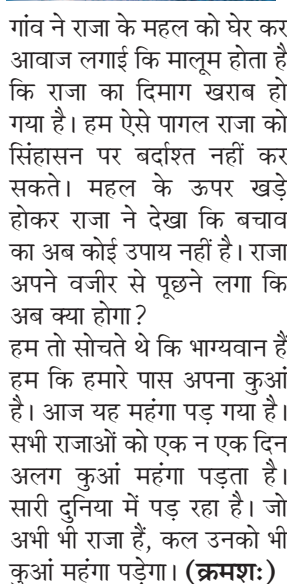 गांव ने राजा के महल को घेर कर
आवाज लगाई कि मालूम होता है
कि राजा का दिमाग खराब हो
गया है। हम ऐसे पागल राजा को
सिंहासन पर बर्दाश्त नहीं कर
सकते। महल के ऊपर खड़े
होकर राजा ने देखा कि बचाव
का अब कोई उपाय नहीं है। राजा
अपने वजीर से पूछने लगा कि
अब क्या होगा?
हम तो सोचते थे कि भाग्यवान हैं
हम कि हमारे पास अपना कुआं
है। आज यह महंगा पड़ गया है।
सभी राजाओं को एक न एक दिन
अलग कुआं महंगा पड़ता है।
सारी दुनिया में पड़ रहा है। जो
अभी भी राजा हैं, कल उनको भी
कुआं महंगा पड़ेगा। (क्रमशः)